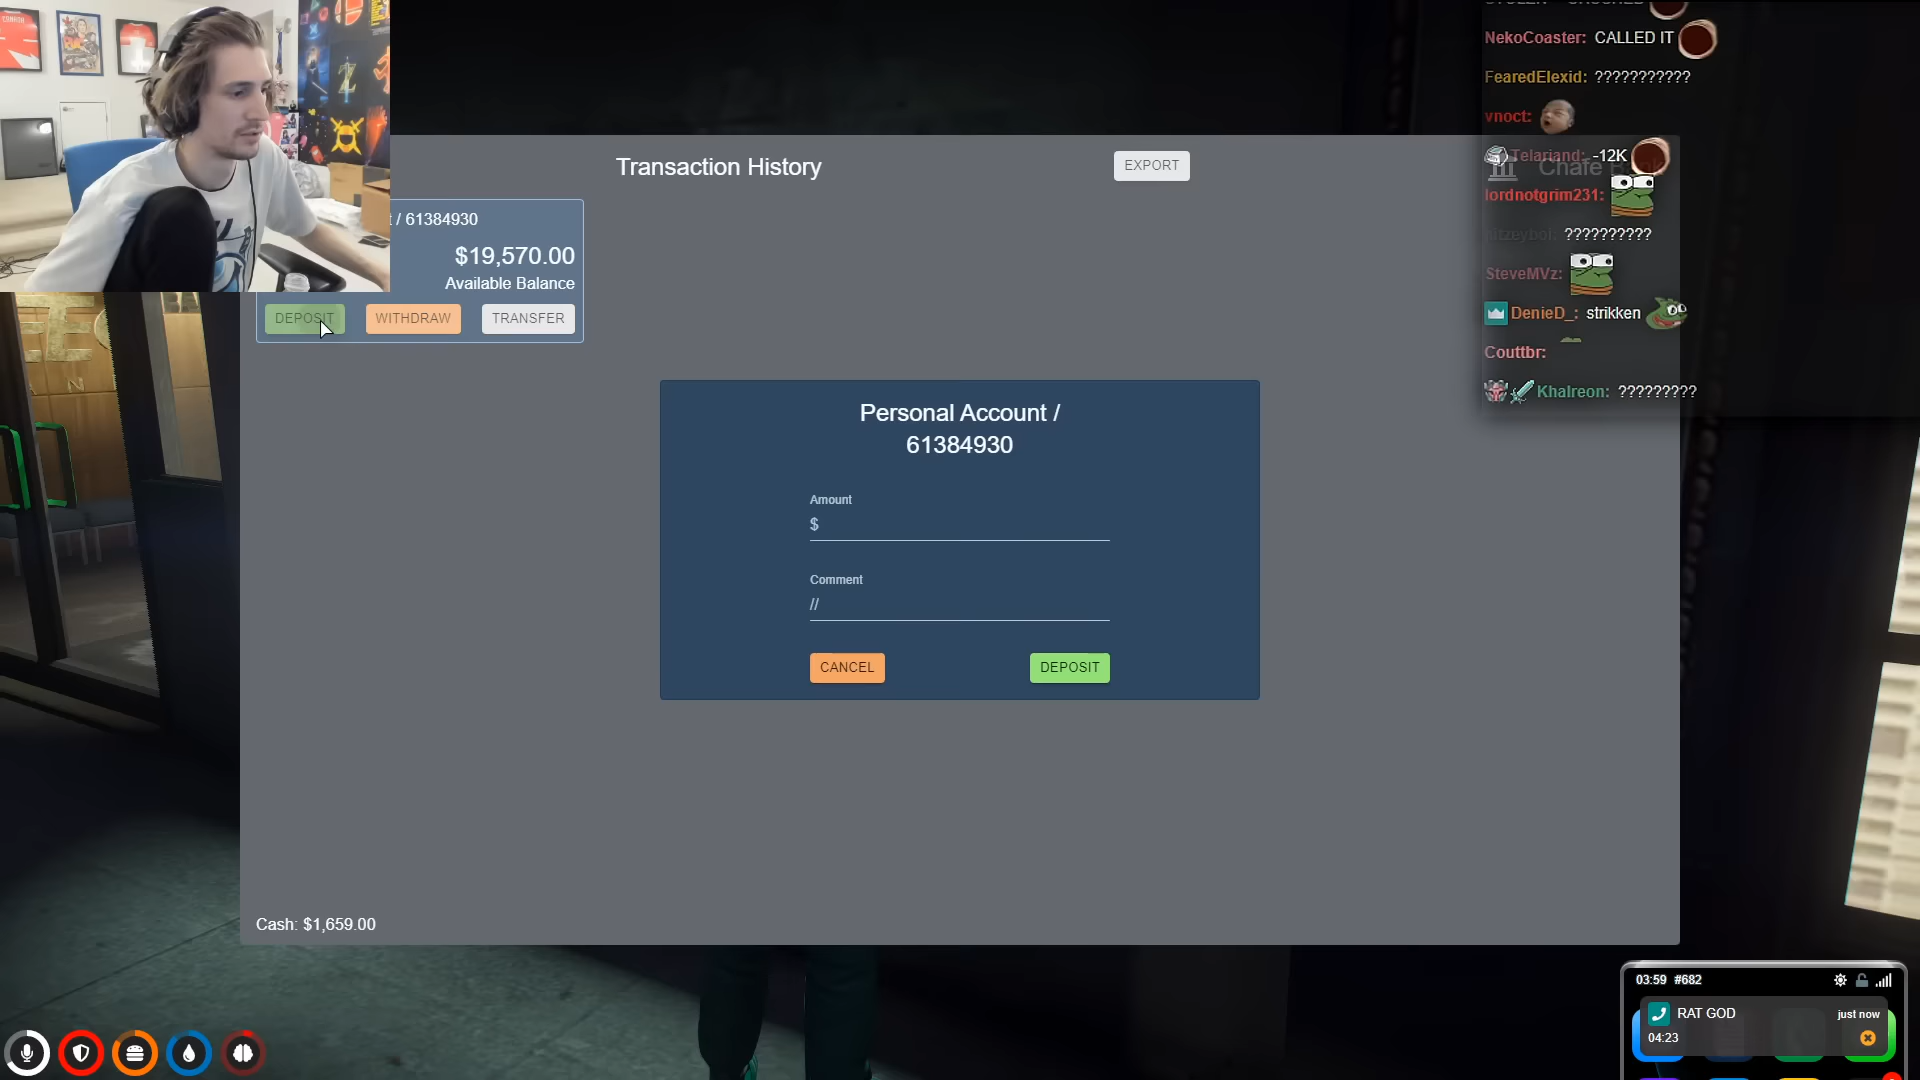 Transaction History
EXPORT
/ 61384930
$19,570.00
Available Balance
DEPOSIT
WITHDRAW
TRANSFER
Personal Account /
61384930
Amount
$
Comment
//
CANCEL
DEPOSIT
Cash: $1,659.00
NekoCoaster: CALLED IT
FearedElexid: ???????????
vnoct:
Telariand: -12K
lordnotgrim231:
??????????
SteveMVz:
DenieD_: strikken
Couttbr:
Khalreon: ?????????
03:59 #682
RAT GOD
just now
04:23